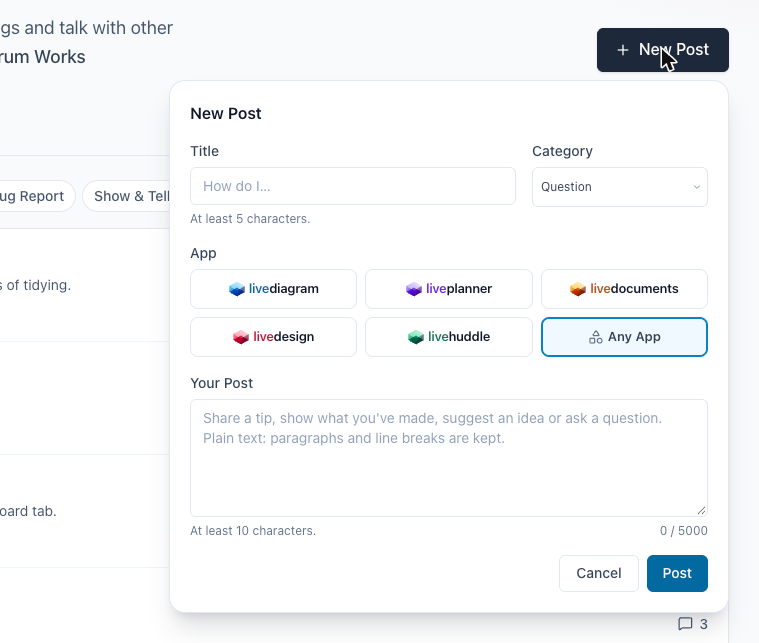 gs and talk with other
rum Works
+ New Post
ug Report
Show & Tell
s of tidying.
oard tab.
New Post
Title
Category
How do I...
Question
At least 5 characters.
App
livediagram
liveplanner
livedocuments
livedesign
livehuddle
Any App
Your Post
Share a tip, show what you've made, suggest an idea or ask a question.
Plain text: paragraphs and line breaks are kept.
At least 10 characters.
0 / 5000
Cancel
Post
3